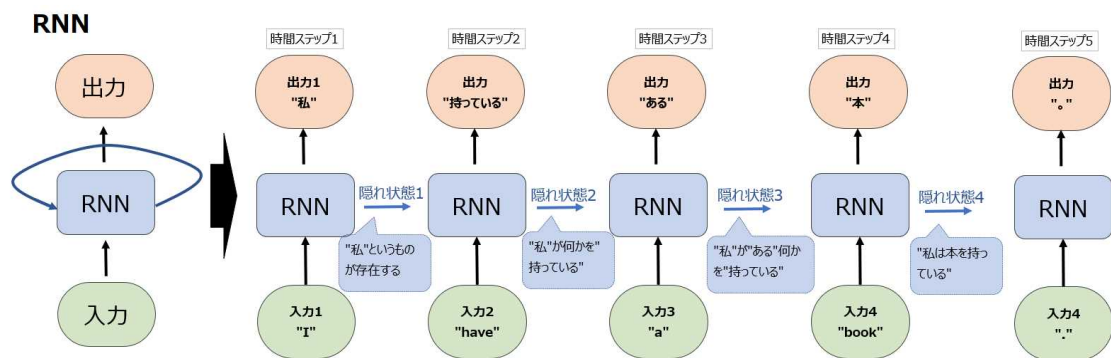 RNN
出力
RNN
入力
時間ステップ1
出力1
"私"
RNN
入力1
"I"
隠れ状態1
"私"というもの
が存在する
時間ステップ2
出力
"持っている"
RNN
入力2
"have"
隠れ状態2
"私"が何かを"
持っている"
時間ステップ3
出力
"ある"
RNN
入力3
"a"
隠れ状態3
"私"が"ある"何か
を"持っている"
時間ステップ4
出力
"本"
RNN
入力4
"book"
隠れ状態4
"私は本を持っ
ている"
時間ステップ5
出力
"。"
RNN
入力4
"."